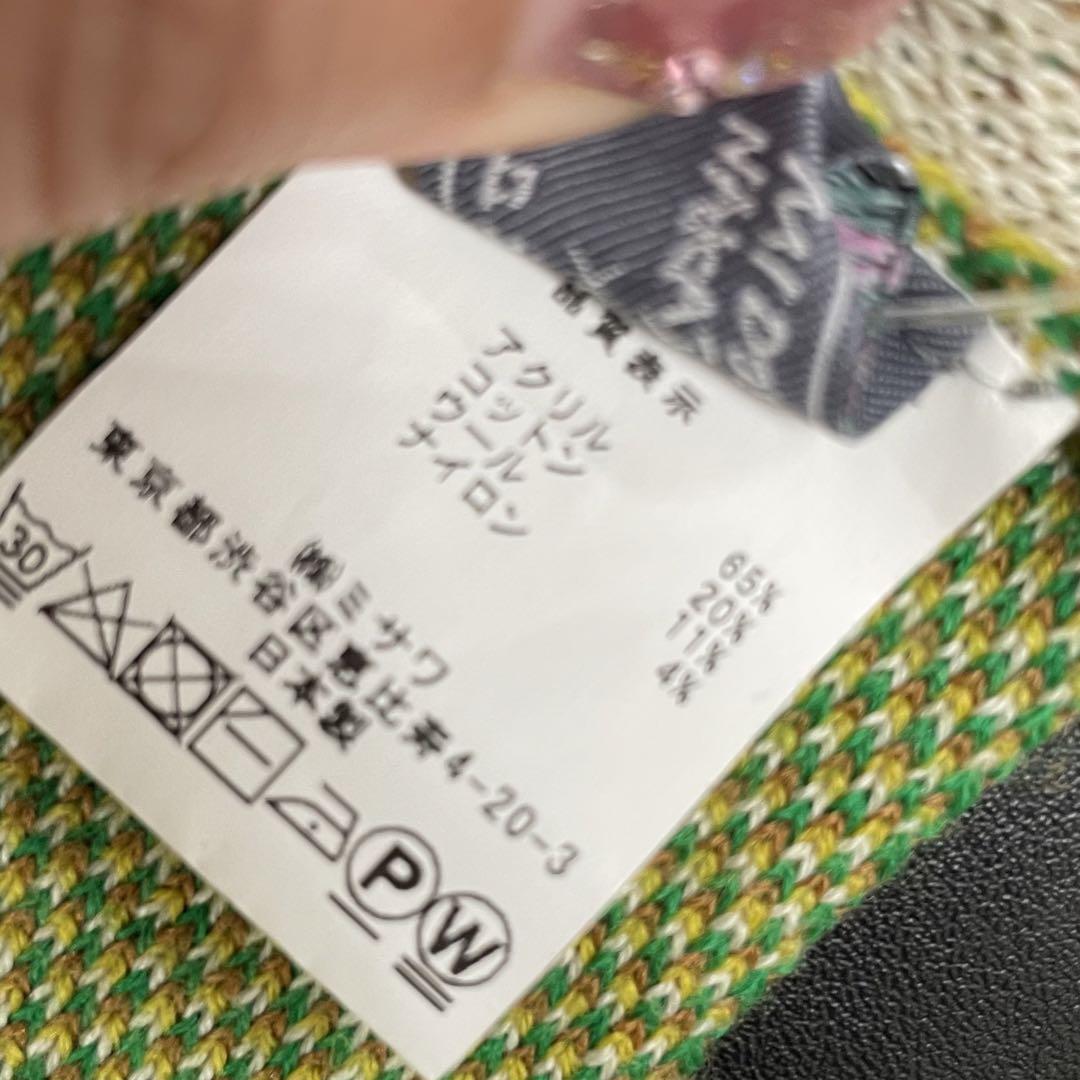 品質表示
アクリル 65%
コットン 20%
ウール 11%
ナイロン 4%
㈱ミサワ
東京都渋谷区恵比寿4-20-3
日本製
30
P
W